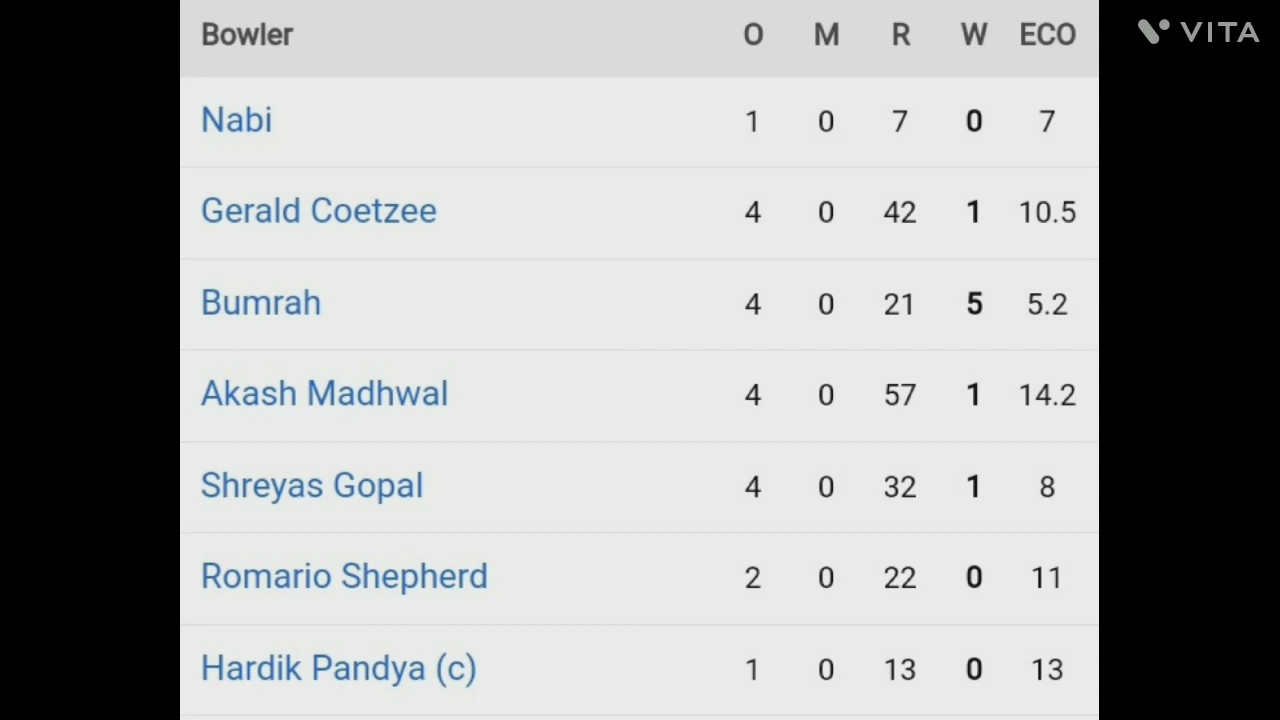 Bowler O M R W ECO
VITA
Nabi 1 0 7 0 7
Gerald Coetzee 4 0 42 1 10.5
Bumrah 4 0 21 5 5.2
Akash Madhwal 4 0 57 1 14.2
Shreyas Gopal 4 0 32 1 8
Romario Shepherd 2 0 22 0 11
Hardik Pandya (c) 1 0 13 0 13